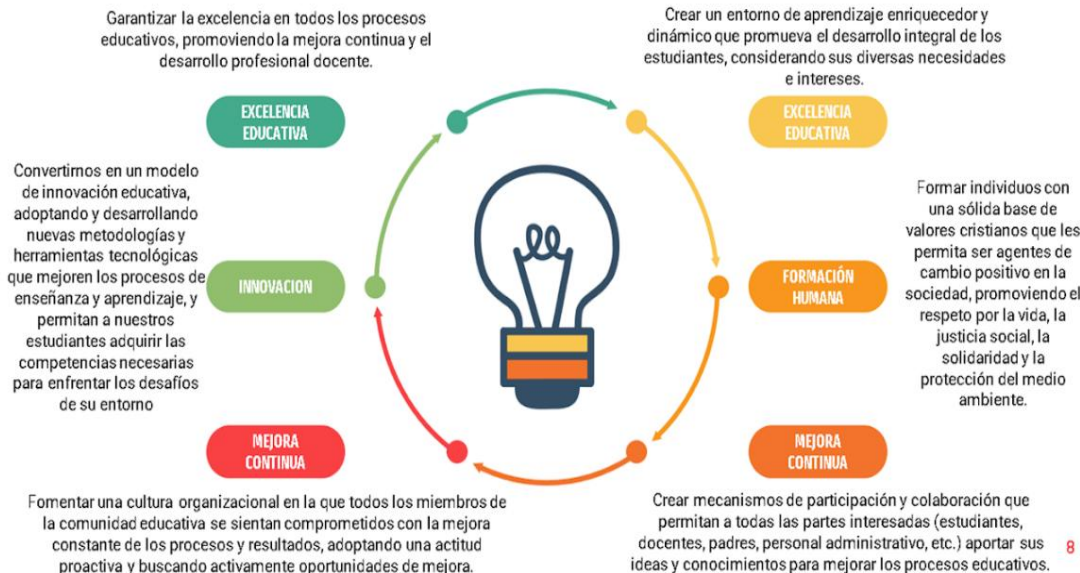 Garantizar la excelencia en todos los procesos
educativos, promoviendo la mejora continua y el
desarrollo profesional docente.
EXCELENCIA
EDUCATIVA
Crear un entorno de aprendizaje enriquecedor y
dinámico que promueva el desarrollo integral de los
estudiantes, considerando sus diversas necesidades
e intereses.
EXCELENCIA
EDUCATIVA
Convertirnos en un modelo
de innovación educativa,
adoptando y desarrollando
nuevas metodologías y
herramientas tecnológicas
que mejoren los procesos de
enseñanza y aprendizaje, y
permitan a nuestros
estudiantes adquirir las
competencias necesarias
para enfrentar los desafíos
de su entorno
INNOVACION
FORMACIÓN
HUMANA
Formar individuos con
una sólida base de
valores cristianos que les
permita ser agentes de
cambio positivo en la
sociedad, promoviendo el
respeto por la vida, la
justicia social, la
solidaridad y la
protección del medio
ambiente.
MEJORA
CONTINUA
Fomentar una cultura organizacional en la que todos los miembros de
la comunidad educativa se sientan comprometidos con la mejora
constante de los procesos y resultados, adoptando una actitud
proactiva y buscando activamente oportunidades de mejora.
MEJORA
CONTINUA
Crear mecanismos de participación y colaboración que
permitan a todas las partes interesadas (estudiantes,
docentes, padres, personal administrativo, etc.) aportar sus
ideas y conocimientos para mejorar los procesos educativos.
8